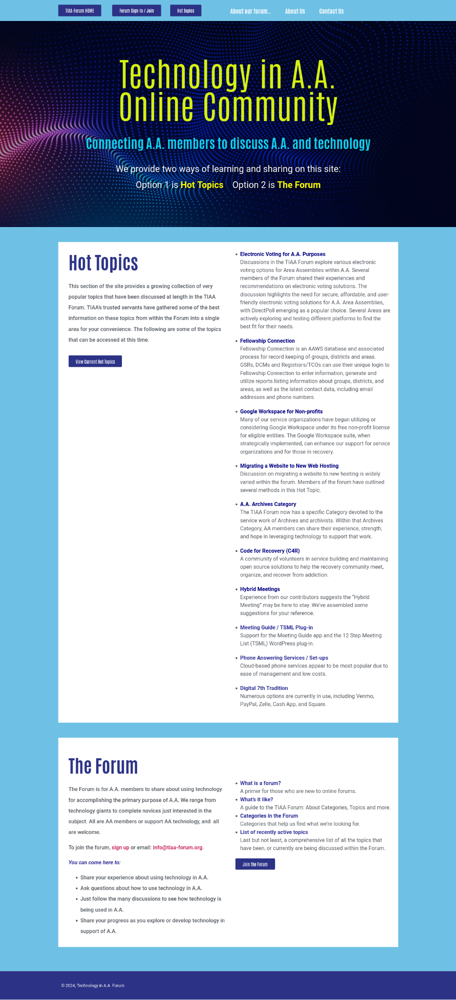 TIAA-Forum HOME
Forum Sign-In / Join
Hot Topics
About our forum...
About Us
Contact Us
Technology in A.A.
Online Community
Connecting A.A. members to discuss A.A. and technology
We provide two ways of learning and sharing on this site:
Option 1 is Hot Topics Option 2 is The Forum
Hot Topics
This section of the site provides a growing collection of very
popular topics that have been discussed at length in the TIAA
Forum. TIAA's trusted servants have gathered some of the best
information on these topics from within the Forum into a single
area for your convenience. The following are some of the topics
that can be accessed at this time.
View Current Hot Topics
• Electronic Voting for A.A. Purposes
Discussions in the TIAA Forum explore various electronic
voting options for Area Assemblies within A.A. Several
members of the Forum shared their experiences and
recommendations on electronic voting solutions. The
discussion highlights the need for secure, affordable, and user-
friendly electronic voting solutions for A.A. Area Assemblies,
with DirectPoll emerging as a popular choice. Several Areas are
actively exploring and testing different platforms to find the
best fit for their needs.
• Fellowship Connection
Fellowship Connection is an AAWS database and associated
process for record keeping of groups, districts and areas.
GSRs, DCMs and Registrars/TCOs can use their unique login to
Fellowship Connection to enter information, generate and
utilize reports listing information about groups, districts, and
areas, as well as the latest contact data, including email
addresses and phone numbers.
• Google Workspace for Non-profits
Many of our service organizations have begun utilizing or
considering Google Workspace under its free non-profit license
for eligible entities. The Google Workspace suite, when
strategically implemented, can enhance our support for service
organizations and for those in recovery.
• Migrating a Website to New Web Hosting
Discussion on migrating a website to new hosting is widely
varied within the forum. Members of the forum have outlined
several methods in this Hot Topic.
• A.A. Archives Category
The TIAA Forum now has a specific Category devoted to the
service work of Archives and archivists. Within that Archives
Category, AA members can share their experience, strength,
and hope in leveraging technology to support that work.
• Code for Recovery (C4R)
A community of volunteers in service building and maintaining
open source solutions to help the recovery community meet,
organize, and recover from addiction.
• Hybrid Meetings
Experience from our contributors suggests the “Hybrid
Meeting” may be here to stay. We've assembled some
suggestions for your reference.
• Meeting Guide / TSML Plug-in
Support for the Meeting Guide app and the 12 Step Meeting
List (TSML) WordPress plug-in.
• Phone Answering Services / Set-ups
Cloud-based phone services appear to be most popular due to
ease of management and low costs.
• Digital 7th Tradition
Numerous options are currently in use, including Venmo,
PayPal, Zelle, Cash App, and Square.
The Forum
The Forum is for A.A. members to share about using technology
for accomplishing the primary purpose of A.A. We range from
technology giants to complete novices just interested in the
subject. All are AA members or support AA technology, and all
are welcome.
To join the forum, sign up or email: info@tiaa-forum.org.
You can come here to:
• Share your experience about using technology in A.A.
• Ask questions about how to use technology in A.A.
• Just follow the many discussions to see how technology is
being used in A.A.
• Share your progress as you explore or develop technology in
support of A.A.
• What is a forum?
A primer for those who are new to online forums.
• What's it like?
A guide to the TIAA Forum: About Categories, Topics and more.
• Categories in the Forum
Categories that help us find what we're looking for.
• List of recently active topics
Last but not least, a comprehensive list of all the topics that
have been, or currently are being discussed within the Forum.
Join the Forum
© 2024, Technology in A.A. Forum